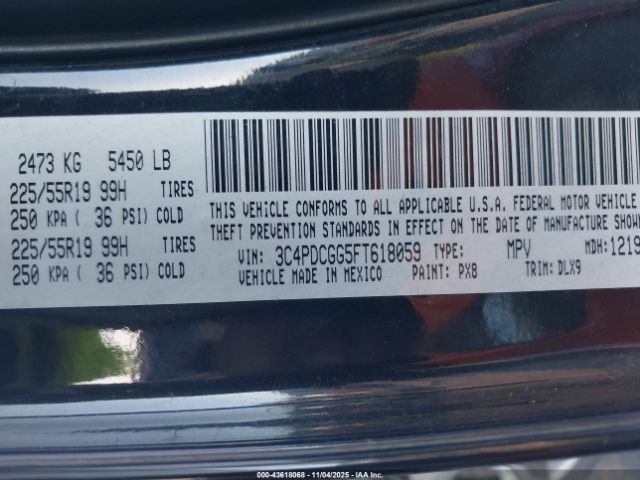 2473 KG 5450 LB
225/55R19 99H TIRES
250 KPA ( 36 PSI) COLD
225/55R19 99H TIRES
250 KPA ( 36 PSI) COLD
THIS VEHICLE CONFORMS TO ALL APPLICABLE U.S.A. FEDERAL MOTOR VEHICLE
THEFT PREVENTION STANDARDS IN EFFECT ON THE DATE OF MANUFACTURE SHOWN
VIN: 3C4PDCGG5FT618059 TYPE: MPV MDH:1219
VEHICLE MADE IN MEXICO PAINT: PX8 TRIM: DLX9
00-43618068 - 11/04/2025 - IAA Inc.